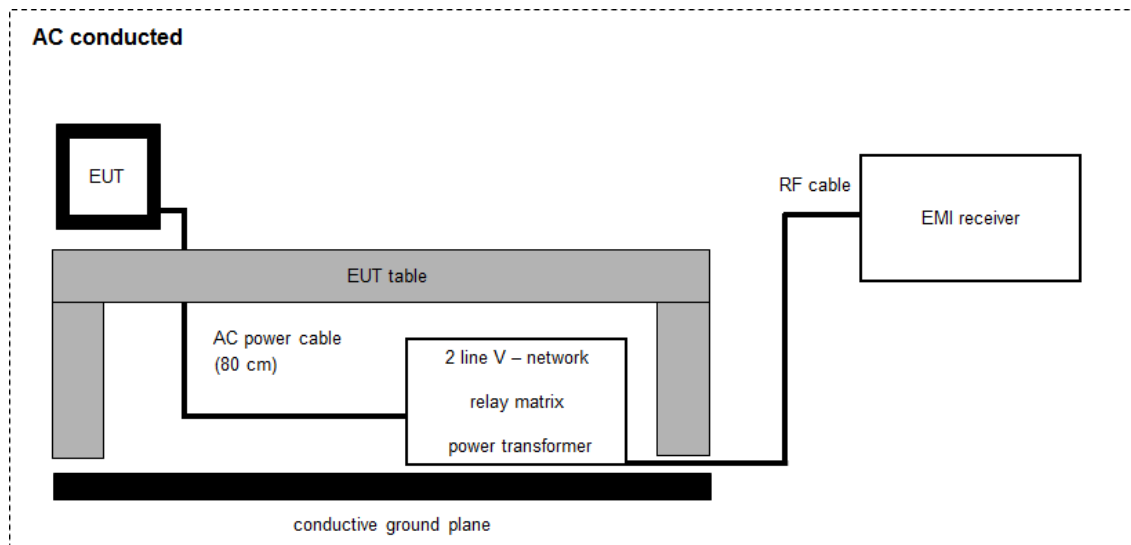 AC conducted
EUT
RF cable
EMI receiver
EUT table
AC power cable
(80 cm)
2 line V – network
relay matrix
power transformer
conductive ground plane